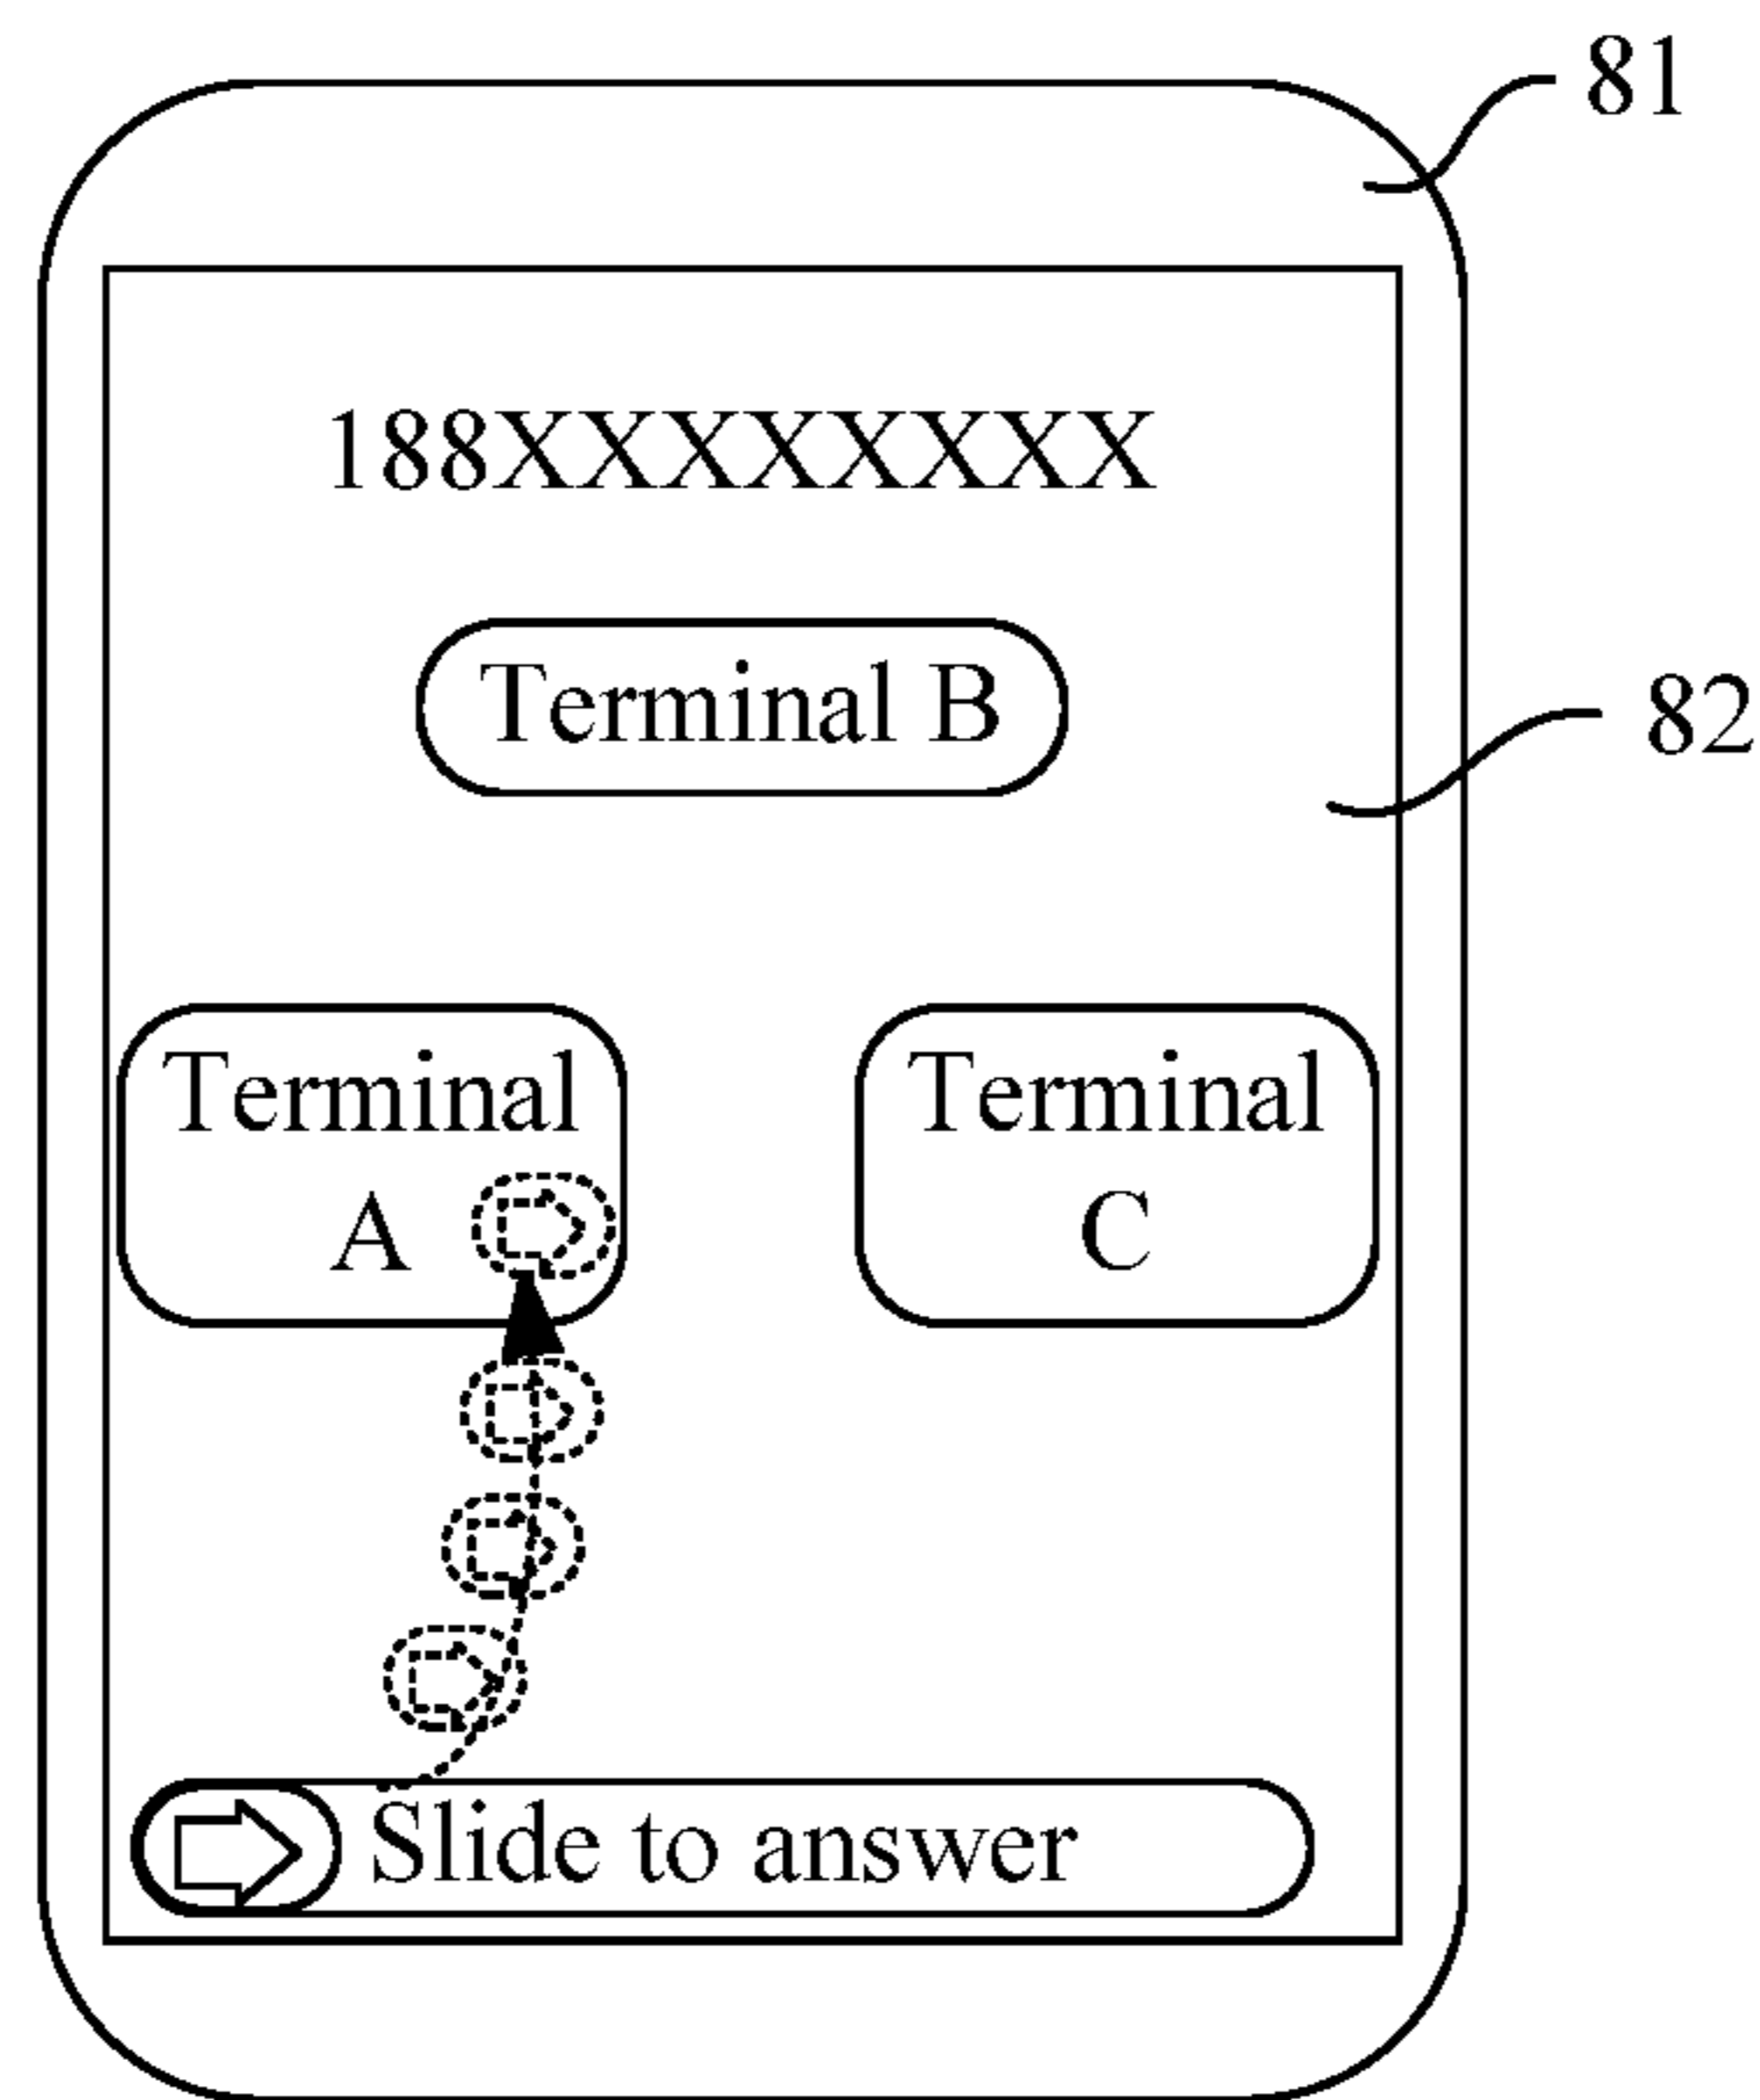 81
188XXXXXXXX
Terminal B
82
Terminal
A
Terminal
C
Slide to answer